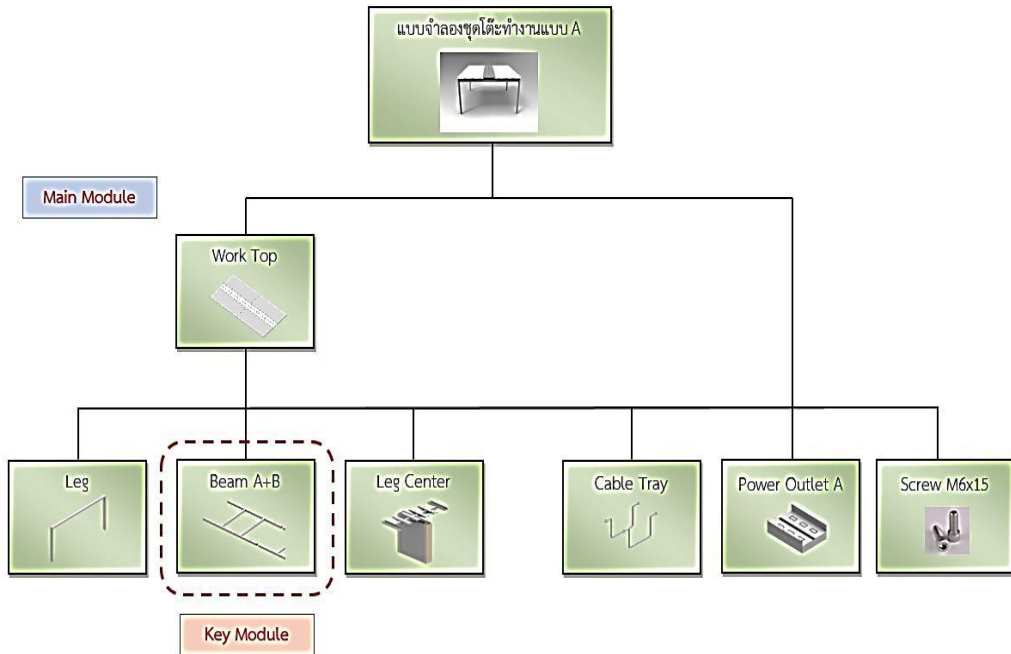 แบบจำลองชุดโต๊ะทำงานแบบ A
Main Module
Work Top
Leg
Beam A+B
Leg Center
Cable Tray
Power Outlet A
Screw M6x15
Key Module